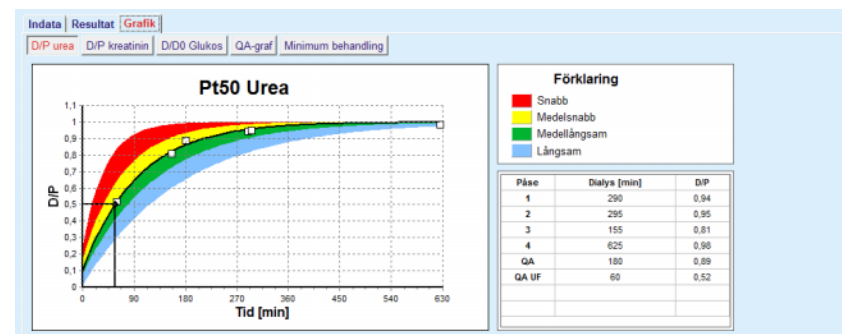 Indata Resultat Grafik
D/P urea D/P kreatinin D/D0 Glukos QA-graf Minimum behandling
Pt50 Urea
1,1
1
0,9
0,8
0,7
0,6
0,5
0,4
0,3
0,2
0,1
0
D/P
0 90 180 270 360 450 540 630
Tid [min]
Förklaring
Snabb
Medelsnabb
Medellångsam
Långsam
Påse Dialys [min] D/P
1 290 0,94
2 295 0,95
3 155 0,81
4 625 0,98
QA 180 0,89
QA UF 60 0,52